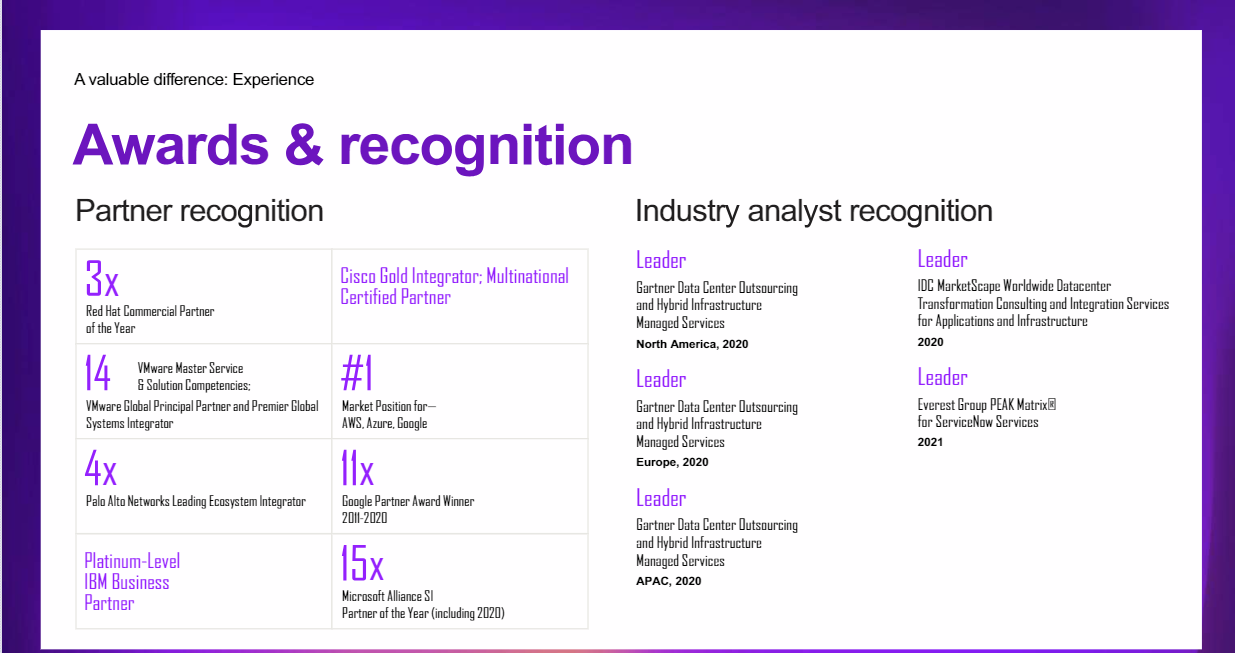 A valuable difference: Experience
Awards & recognition
Partner recognition
3x
Red Hat Commercial Partner
of the Year
Cisco Gold Integrator; Multinational
Certified Partner
14
VMware Master Service
& Solution Competencies;
VMware Global Principal Partner and Premier Global
Systems Integrator
#1
Market Position for—
AWS, Azure, Google
4x
Palo Alto Networks Leading Ecosystem Integrator
11x
Google Partner Award Winner
2011-2020
Platinum-Level
IBM Business
Partner
15x
Microsoft Alliance SI
Partner of the Year (including 2020)
Industry analyst recognition
Leader
Gartner Data Center Outsourcing
and Hybrid Infrastructure
Managed Services
North America, 2020
Leader
Gartner Data Center Outsourcing
and Hybrid Infrastructure
Managed Services
Europe, 2020
Leader
Gartner Data Center Outsourcing
and Hybrid Infrastructure
Managed Services
APAC, 2020
Leader
IDC MarketScape Worldwide Datacenter
Transformation Consulting and Integration Services
for Applications and Infrastructure
2020
Leader
Everest Group PEAK Matrix®
for ServiceNow Services
2021